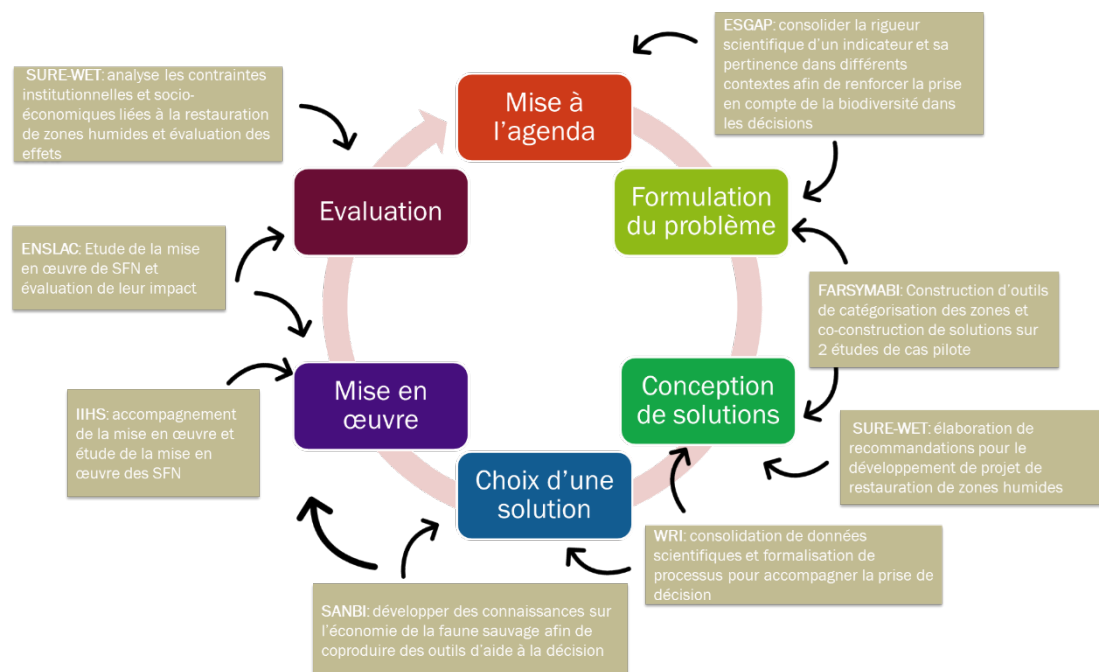 ESGAP: consolider la rigueur
scientifique d'un indicateur et sa
pertinence dans différents
contextes afin de renforcer la prise
en compte de la biodiversité dans
les décisions
SURE-WET: analyse les contraintes
institutionnelles et socio-
économiques liées à la restauration
de zones humides et évaluation des
effets
Mise à
l'agenda
Evaluation
Formulation
du problème
ENSLAC: Etude de la mise
en œuvre de SFN et
évaluation de leur impact
FARSYMABI: Construction d'outils
de catégorisation des zones et
co-construction de solutions sur
2 études de cas pilote
Mise en
œuvre
Conception
de solutions
IIHS: accompagnement
de la mise en œuvre et
étude de la mise en
œuvre des SFN
SURE-WET: élaboration de
recommandations pour le
développement de projet de
restauration de zones humides
Choix d'une
solution
WRI: consolidation de données
scientifiques et formalisation de
processus pour accompagner la prise de
décision
SANBI: développer des connaissances sur
l'économie de la faune sauvage afin de
coproduire des outils d'aide à la décision